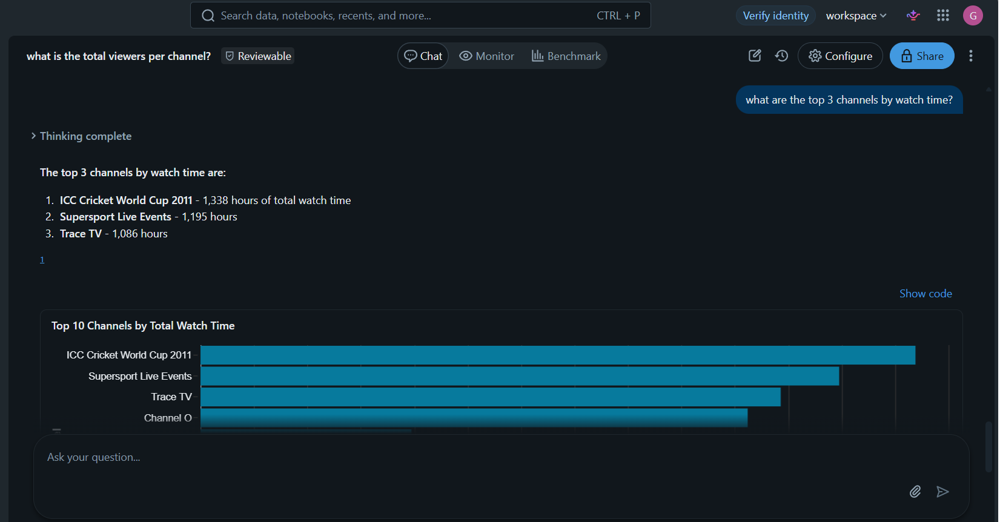 Search data, notebooks, recents, and more... CTRL + P
Verify identity
workspace
G
what is the total viewers per channel?
Reviewable
Chat
Monitor
Benchmark
Configure
Share
what are the top 3 channels by watch time?
Thinking complete
The top 3 channels by watch time are:
1. ICC Cricket World Cup 2011 - 1,338 hours of total watch time
2. Supersport Live Events - 1,195 hours
3. Trace TV - 1,086 hours
1
Show code
Top 10 Channels by Total Watch Time
ICC Cricket World Cup 2011
Supersport Live Events
Trace TV
Channel O
Ask your question...